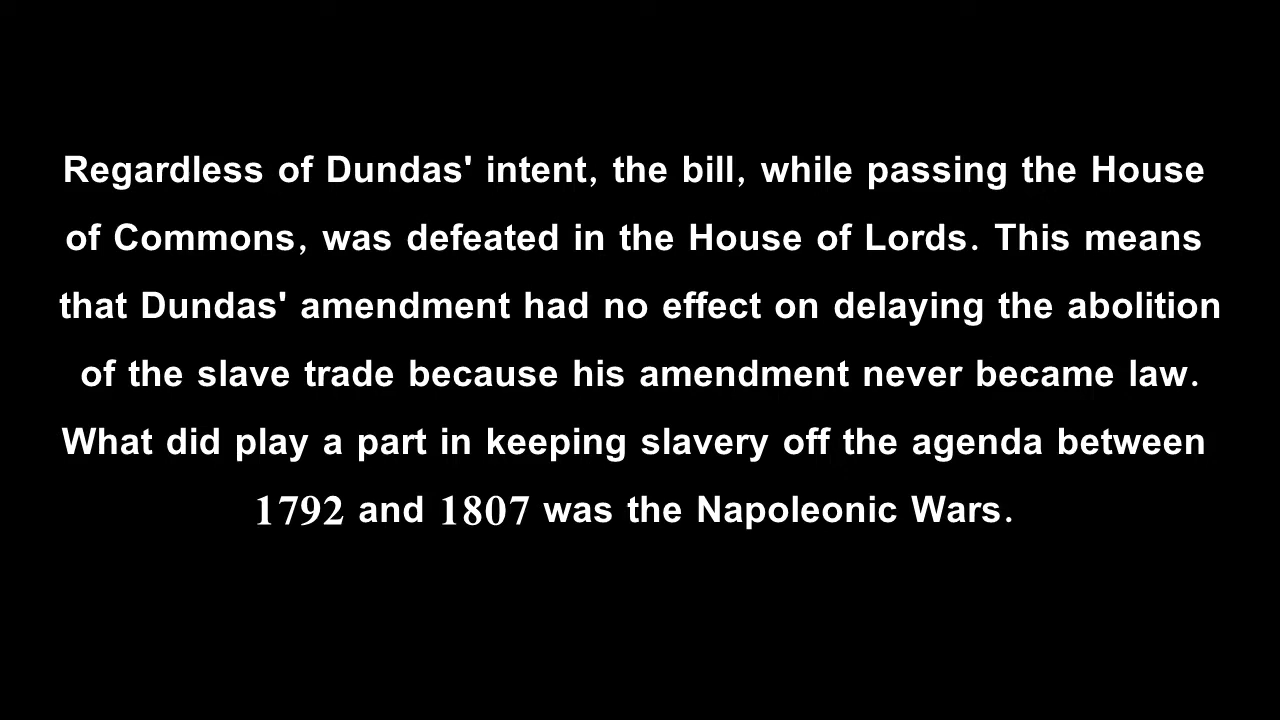 Regardless of Dundas' intent, the bill, while passing the House
of Commons, was defeated in the House of Lords. This means
that Dundas' amendment had no effect on delaying the abolition
of the slave trade because his amendment never became law.
What did play a part in keeping slavery off the agenda between
1792 and 1807 was the Napoleonic Wars.